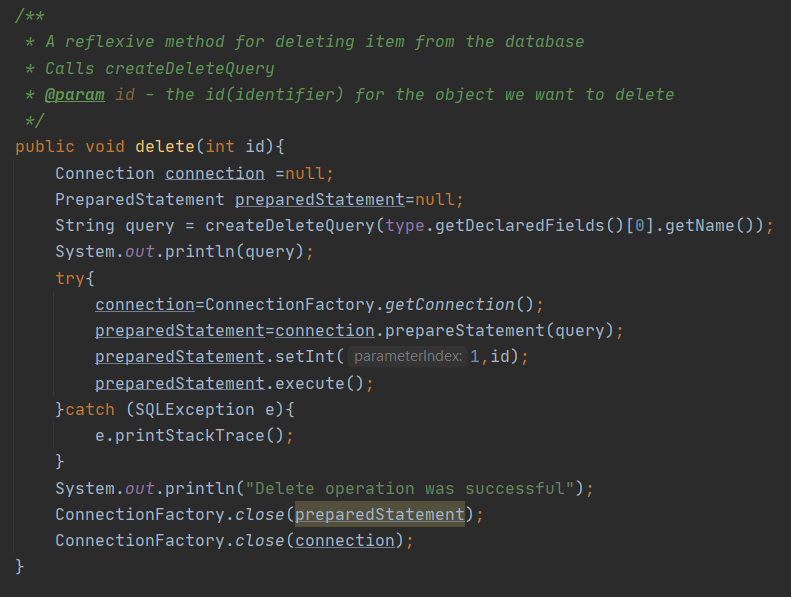 /**
 * A reflexive method for deleting item from the database
 * Calls createDeleteQuery
 * @param id - the id(identifier) for the object we want to delete
 */
public void delete(int id){
    Connection connection =null;
    PreparedStatement preparedStatement=null;
    String query = createDeleteQuery(type.getDeclaredFields()[0].getName());
    System.out.println(query);
    try{
        connection=ConnectionFactory.getConnection();
        preparedStatement=connection.prepareStatement(query);
        preparedStatement.setInt( parameterIndex: 1,id);
        preparedStatement.execute();
    }catch (SQLException e){
        e.printStackTrace();
    }
    System.out.println("Delete operation was successful");
    ConnectionFactory.close(preparedStatement);
    ConnectionFactory.close(connection);
}